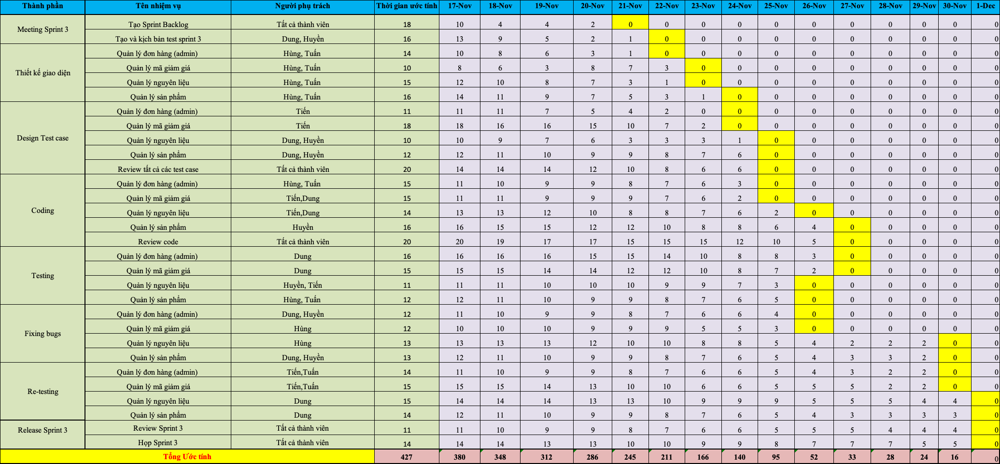 Thành phần Tên nhiệm vụ Người phụ trách Thời gian ước tính 17-Nov 18-Nov 19-Nov 20-Nov 21-Nov 22-Nov 23-Nov 24-Nov 25-Nov 26-Nov 27-Nov 28-Nov 29-Nov 30-Nov 1-Dec
Meeting Sprint 3
Tạo Sprint Backlog Tất cả thành viên 18 10 4 4 2 0 0 0 0 0 0 0 0 0 0 0
Tạo và kịch bản test sprint 3 Dung, Huyền 16 13 9 5 2 1 0 0 0 0 0 0 0 0 0 0
Thiết kế giao diện
Quản lý đơn hàng (admin) Hùng, Tuấn 14 10 8 6 3 1 0 0 0 0 0 0 0 0 0 0
Quản lý mã giảm giá Hùng, Tuấn 10 8 6 3 8 7 3 0 0 0 0 0 0 0 0 0
Quản lý nguyên liệu Hùng, Tuấn 15 12 10 8 7 3 1 0 0 0 0 0 0 0 0 0
Quản lý sản phẩm Hùng, Tuấn 16 14 11 9 7 5 3 1 0 0 0 0 0 0 0 0
Design Test case
Quản lý đơn hàng (admin) Tiến 11 11 11 7 5 4 2 0 0 0 0 0 0 0 0 0
Quản lý mã giảm giá Tiến 18 18 16 16 15 10 7 2 0 0 0 0 0 0 0 0
Quản lý nguyên liệu Dung, Huyền 10 10 9 7 6 3 3 3 1 0 0 0 0 0 0 0
Quản lý sản phẩm Dung, Huyền 12 12 11 10 9 9 8 7 6 0 0 0 0 0 0 0
Review tất cả các test case Tất cả thành viên 20 14 14 14 12 10 8 6 6 0 0 0 0 0 0 0
Coding
Quản lý đơn hàng (admin) Hùng, Tuấn 15 11 10 9 9 8 7 6 3 0 0 0 0 0 0 0
Quản lý mã giảm giá Tiến,Dung 15 11 11 9 9 9 7 6 2 0 0 0 0 0 0 0
Quản lý nguyên liệu Tiến,Dung 14 13 13 12 10 8 8 7 6 2 0 0 0 0 0 0
Quản lý sản phẩm Huyền 16 16 15 15 12 12 10 8 8 6 4 0 0 0 0 0
Review code Tất cả thành viên 20 20 19 17 17 15 15 15 12 10 5 0 0 0 0 0
Testing
Quản lý đơn hàng (admin) Dung 16 16 16 16 15 15 14 10 8 8 3 0 0 0 0 0
Quản lý mã giảm giá Dung 15 15 15 14 14 12 12 10 8 7 2 0 0 0 0 0
Quản lý nguyên liệu Huyền, Tiến 11 11 11 10 10 10 9 9 7 3 0 0 0 0 0 0
Quản lý sản phẩm Hùng, Tuấn 12 12 11 10 9 9 8 7 6 5 0 0 0 0 0 0
Fixing bugs
Quản lý đơn hàng (admin) Dung, Huyền 12 11 10 9 9 8 7 6 6 4 0 0 0 0 0 0
Quản lý mã giảm giá Hùng 12 10 10 10 9 9 9 5 5 3 0 0 0 0 0 0
Quản lý nguyên liệu Hùng 13 13 13 13 12 10 10 8 8 5 4 2 2 2 0 0
Quản lý sản phẩm Dung, Huyền 13 12 11 10 9 9 8 7 6 5 4 3 3 2 0 0
Re-testing
Quản lý đơn hàng (admin) Tiến,Tuấn 14 11 10 9 9 8 7 6 6 5 4 3 2 2 0 0
Quản lý mã giảm giá Tiến,Tuấn 15 15 15 14 13 10 10 6 6 5 5 5 2 2 0 0
Quản lý nguyên liệu Dung 15 14 14 14 13 13 10 9 9 9 5 5 5 4 4 0
Quản lý sản phẩm Dung 14 12 11 10 9 9 8 7 6 5 4 3 3 3 3 0
Release Sprint 3
Review Sprint 3 Tất cả thành viên 11 11 10 9 9 8 7 6 6 5 5 5 4 4 4 0
Họp Sprint 3 Tất cả thành viên 14 14 14 13 13 10 10 9 9 8 7 7 7 5 5 0
Tổng Ước tính 427 380 348 312 286 245 211 166 140 95 52 33 28 24 16 0